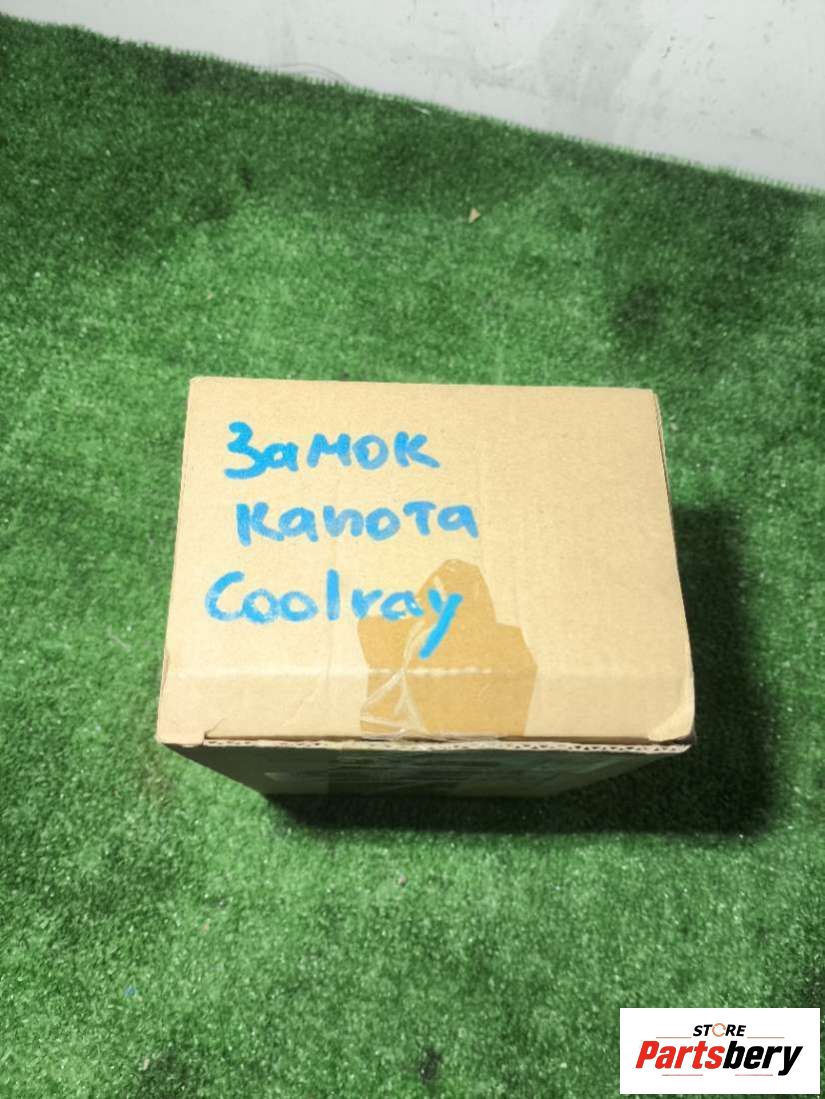 Замок
капота
Coolray
STORE
Partsbery